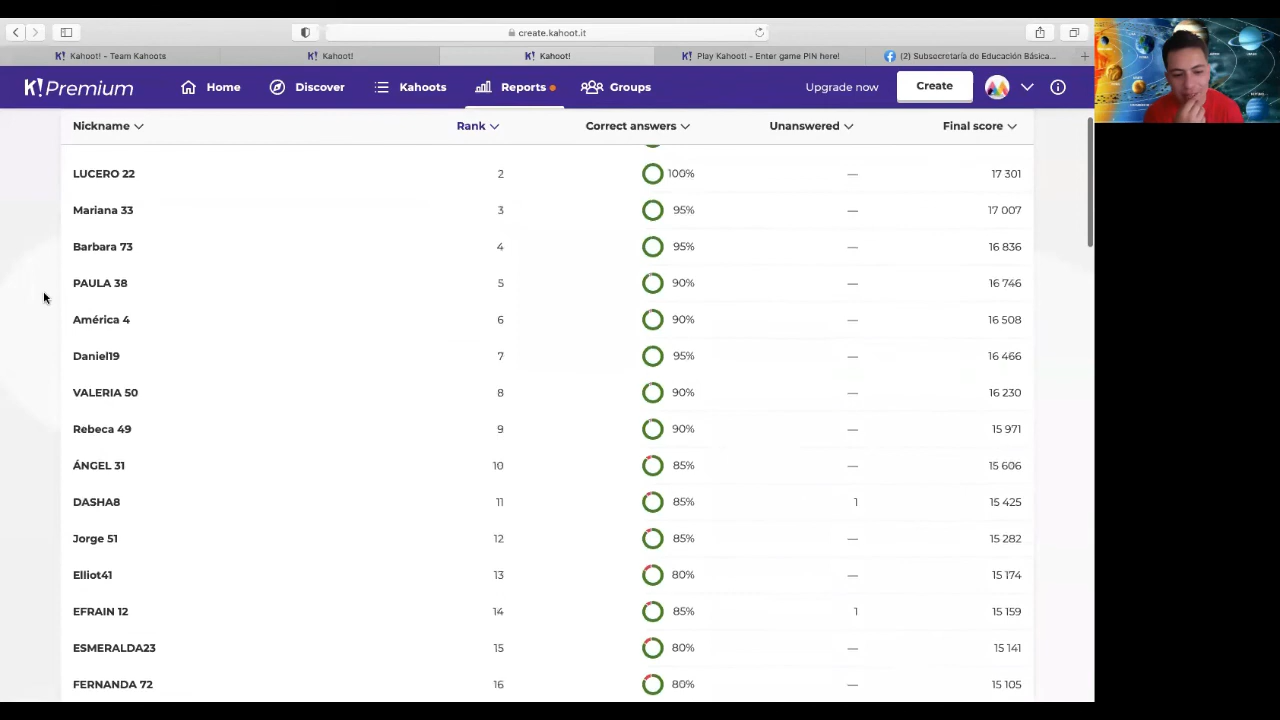 create.kahoot.it
K! Kahoot! - Team Kahoots
K! Kahoot!
K! Kahoot!
K! Play Kahoot! - Enter game PIN here!
(2) Subsecretaría de Educación Básica...
K!Premium Home Discover Kahoots Reports Groups Upgrade now Create
Nickname Rank Correct answers Unanswered Final score
LUCERO 22 2 100% — 17 301
Mariana 33 3 95% — 17 007
Barbara 73 4 95% — 16 836
PAULA 38 5 90% — 16 746
América 4 6 90% — 16 508
Daniel19 7 95% — 16 466
VALERIA 50 8 90% — 16 230
Rebeca 49 9 90% — 15 971
ÁNGEL 31 10 85% — 15 606
DASHA8 11 85% 1 15 425
Jorge 51 12 85% — 15 282
Elliot41 13 80% — 15 174
EFRAIN 12 14 85% 1 15 159
ESMERALDA23 15 80% — 15 141
FERNANDA 72 16 80% — 15 105